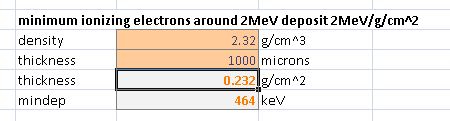 minimum ionizing electrons around 2MeV deposit 2MeV/g/cm^2
density 2.32 g/cm^3
thickness 1000 microns
thickness 0.232 g/cm^2
mindep 464 keV